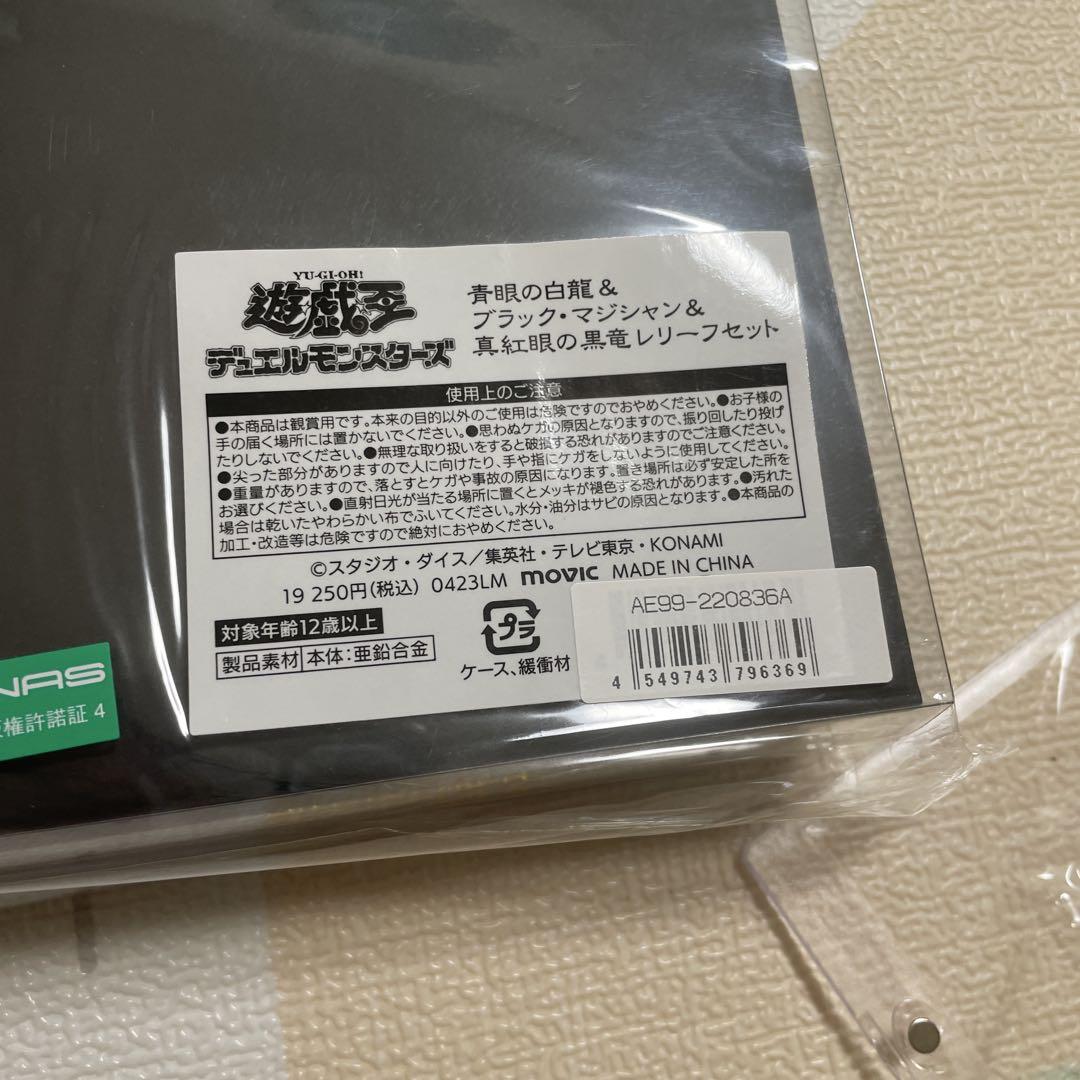 YU-GI-OH!
遊戯王
デュエルモンスターズ
青眼の白龍&
ブラック・マジシャン&
真紅眼の黒竜レリーフセット
使用上のご注意
●本商品は観賞用です。本来の目的以外のご使用は危険ですのでおやめください。●お子様の
手の届く場所には置かないでください。●思わぬケガの原因となりますので、振り回したり投げ
たりしないでください。●無理な取り扱いをすると破損する恐れがありますのでご注意ください。
●尖った部分がありますので人に向けたり、手や指にケガをしないように使用してください。
●重量がありますので、落とすとケガや事故の原因になります。置き場所は必ず安定した所を
お選びください。●直射日光が当たる場所に置くとメッキが褪色する恐れがあります。●汚れた
場合は乾いたやわらかい布でふいてください。水分・油分はサビの原因となります。●本商品の
加工・改造等は危険ですので絶対におやめください。
©スタジオ・ダイス/集英社・テレビ東京・KONAMI
19 250円(税込) 0423LM movic MADE IN CHINA
対象年齢12歳以上
製品素材 本体:亜鉛合金
プラ
ケース、緩衝材
AE99-220836A
4 549743 796369
NAS
権許諾証 4